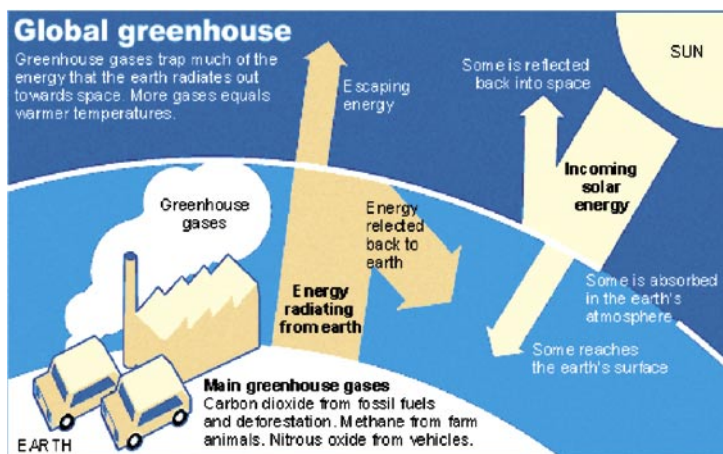 Global greenhouse
Greenhouse gases trap much of the
energy that the earth radiates out
towards space. More gases equals
warmer temperatures.
Escaping
energy
Some is reflected
back into space
SUN
Incoming
solar
energy
Greenhouse
gases
Energy
relected
back to
earth
Energy
radiating
from earth
Some is absorbed
in the earth's
atmosphere
Some reaches
the earth's surface
Main greenhouse gases
Carbon dioxide from fossil fuels
and deforestation. Methane from farm
animals. Nitrous oxide from vehicles.
EARTH